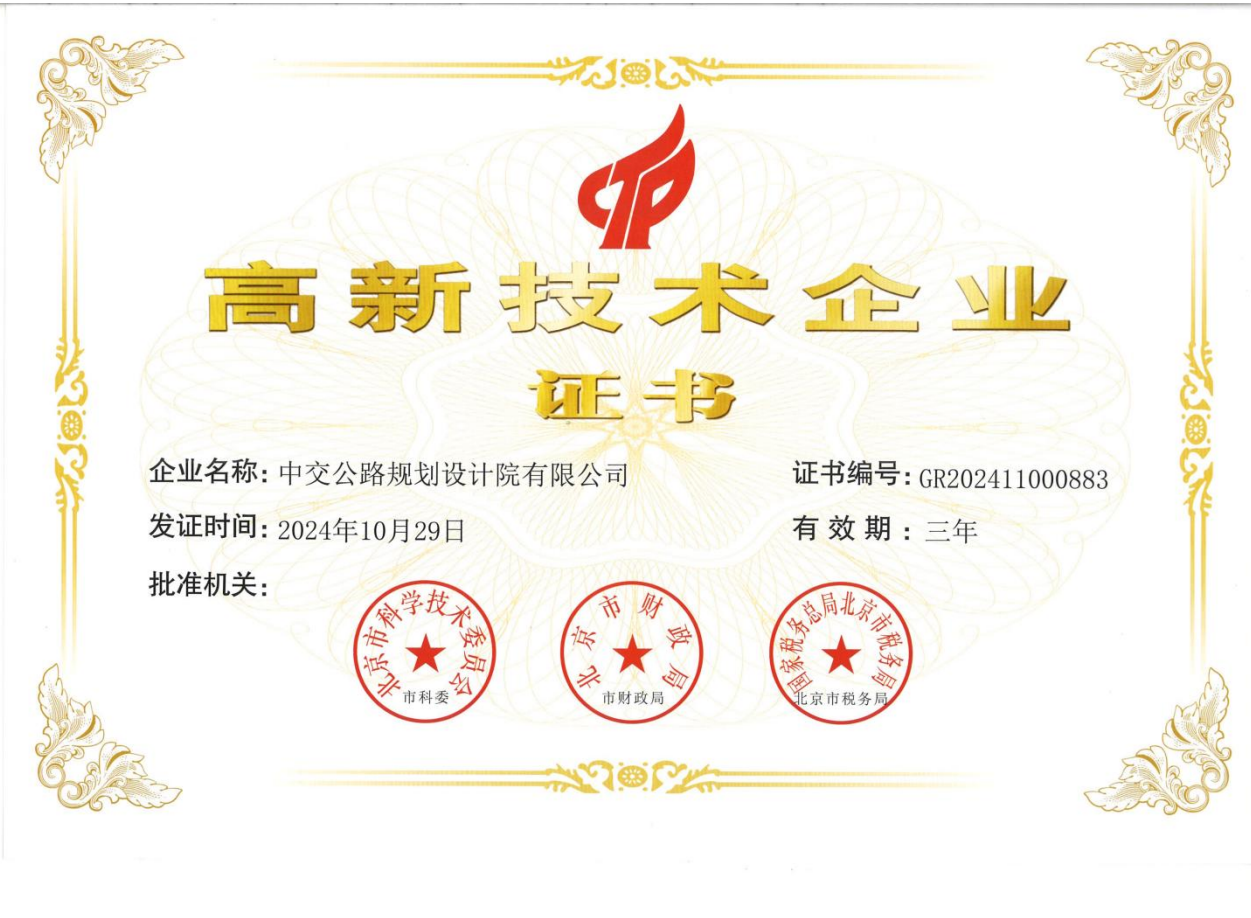 高新技术企业
证书
企业名称：中交公路规划设计院有限公司
证书编号：GR202411000883
发证时间：2024年10月29日
有效期：三年
批准机关：
北京市科学技术委员会
市科委
北京市财政局
市财政局
国家税务总局北京市税务局
北京市税务局